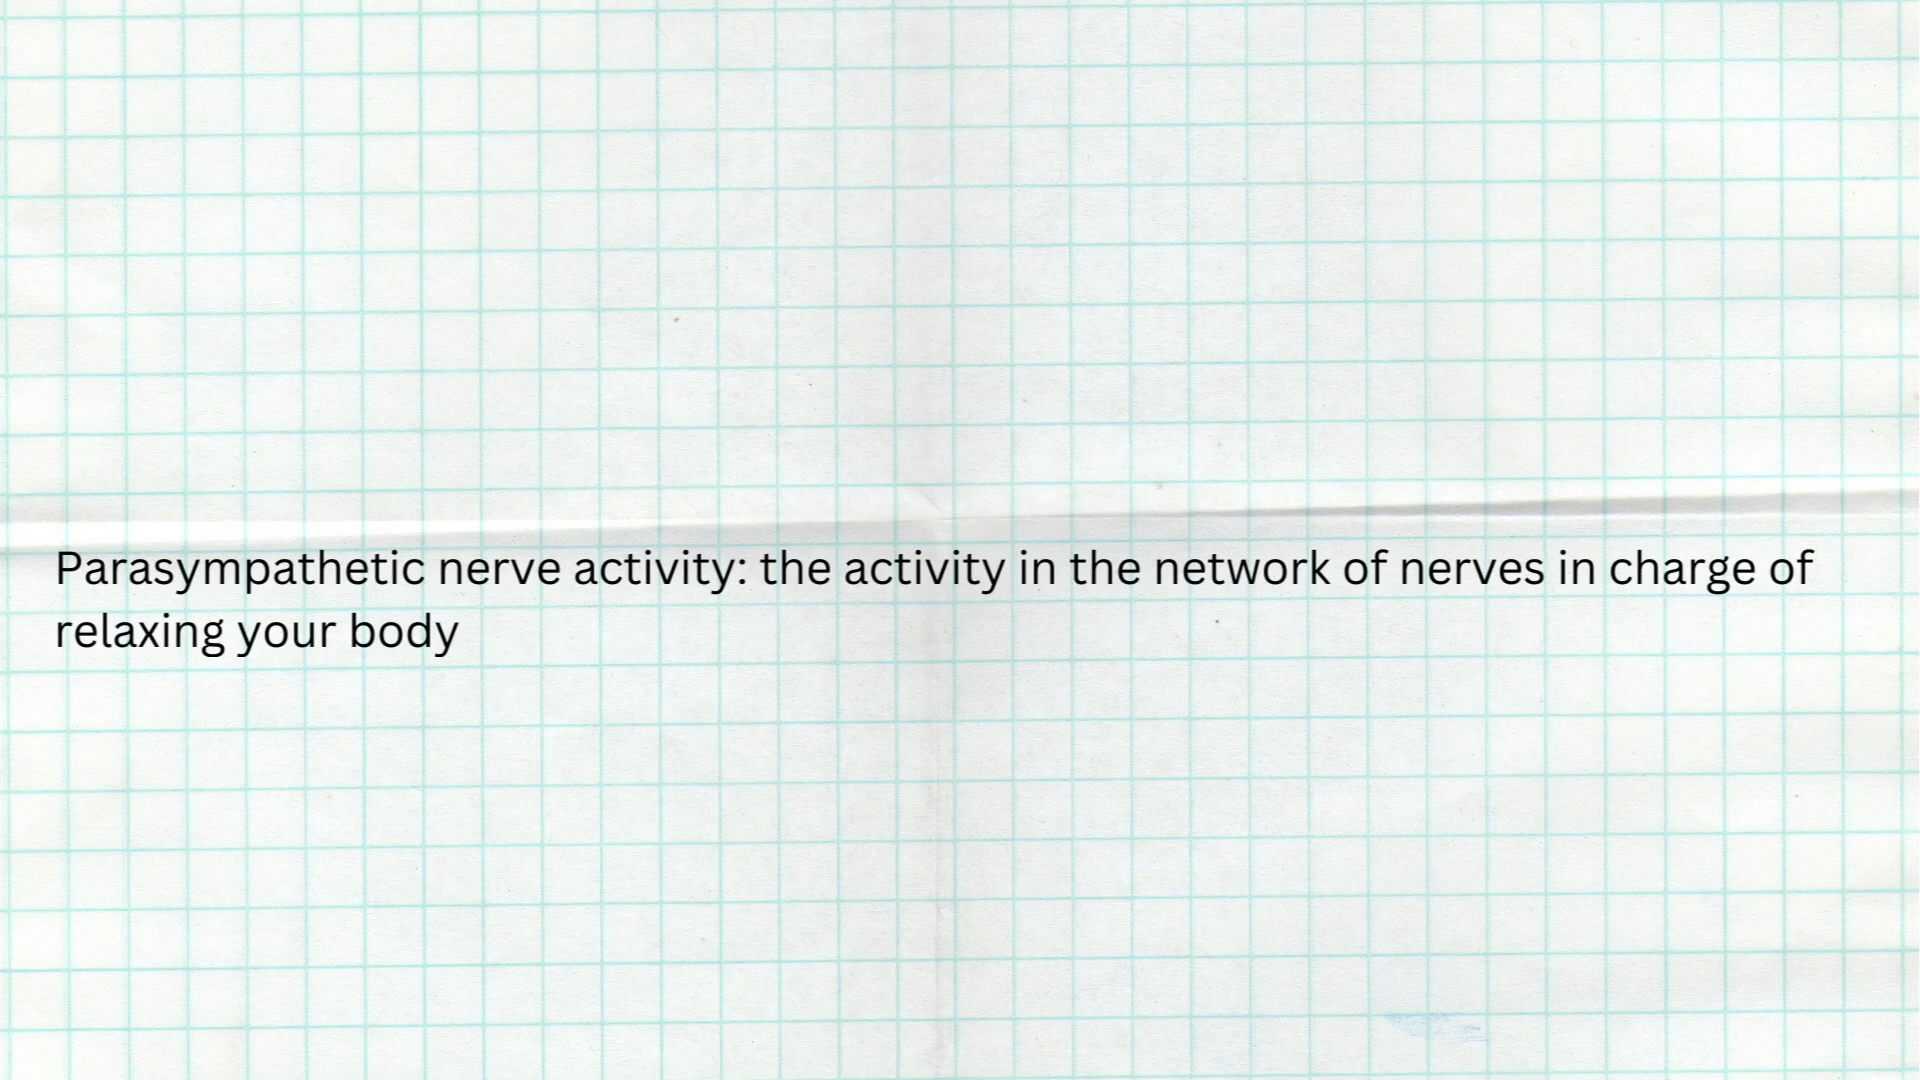 Parasympathetic nerve activity: the activity in the network of nerves in charge of
relaxing your body